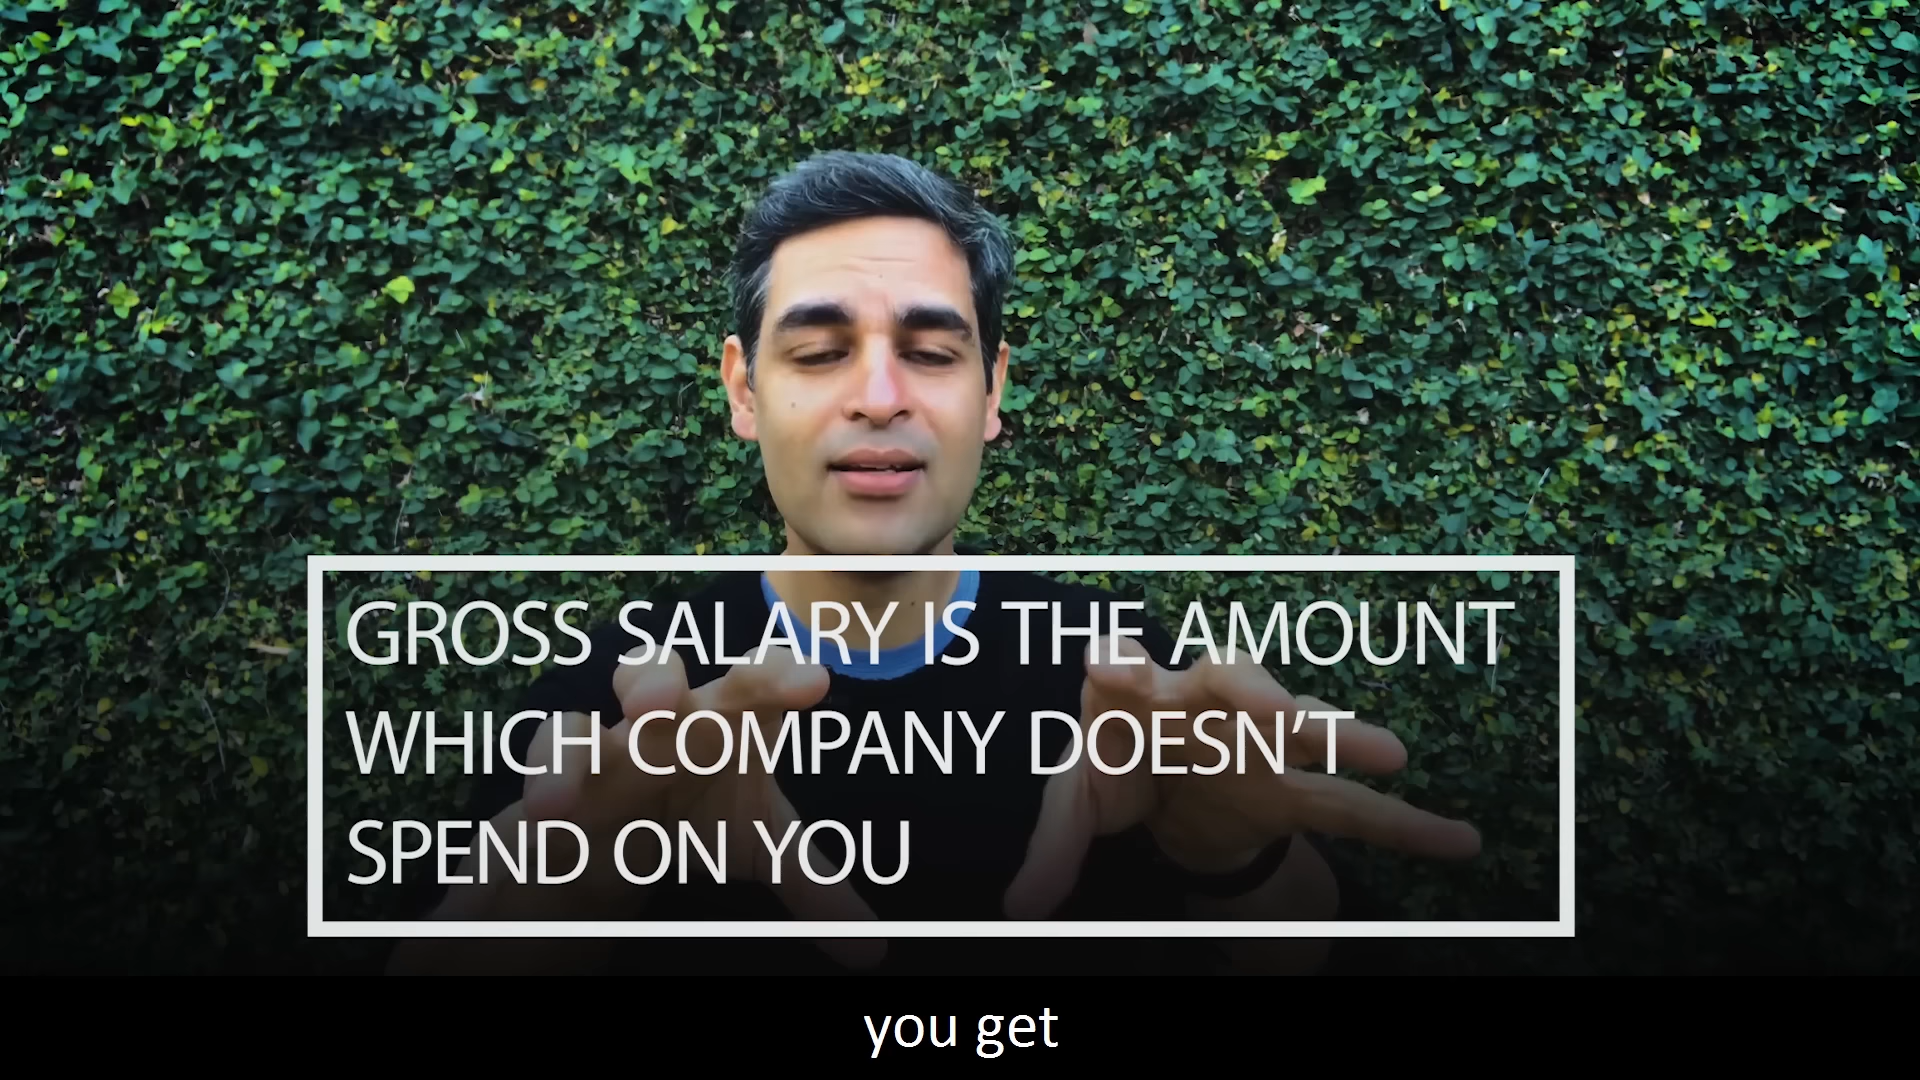 GROSS SALARY IS THE AMOUNT
WHICH COMPANY DOESN'T
SPEND ON YOU
you get